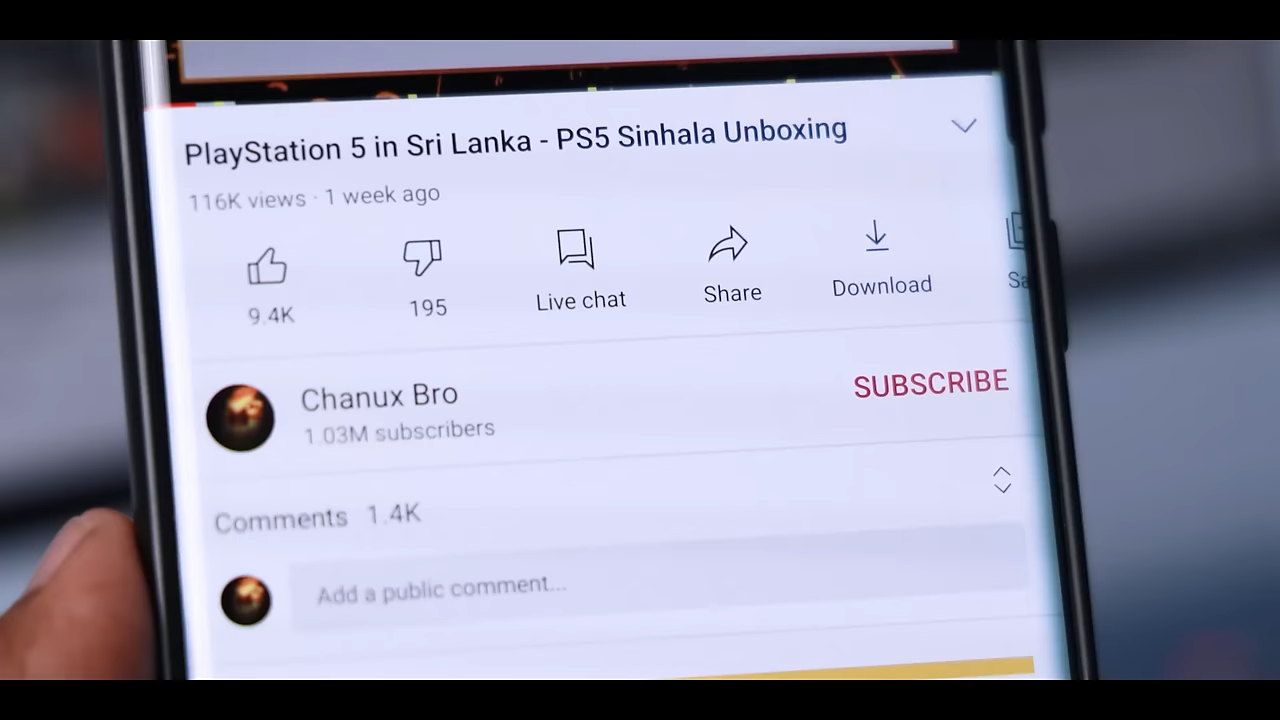 PlayStation 5 in Sri Lanka - PS5 Sinhala Unboxing
116K views · 1 week ago
9.4K 195 Live chat Share Download Sa
Chanux Bro
SUBSCRIBE
1.03M subscribers
Comments 1.4K
Add a public comment...